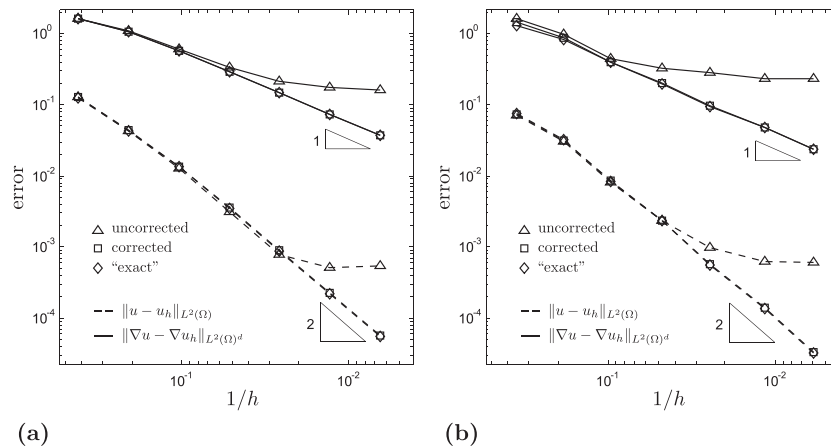 10⁰
10⁻¹
10⁻²
10⁻³
10⁻⁴
error
1
2
uncorrected
corrected
“exact”
‖u − u_h‖_{L²(Ω)}
‖∇u − ∇u_h‖_{L²(Ω)^d}
10⁻¹
10⁻²
1/h
(a)
10⁰
10⁻¹
10⁻²
10⁻³
10⁻⁴
error
1
2
uncorrected
corrected
“exact”
‖u − u_h‖_{L²(Ω)}
‖∇u − ∇u_h‖_{L²(Ω)^d}
10⁻¹
10⁻²
1/h
(b)